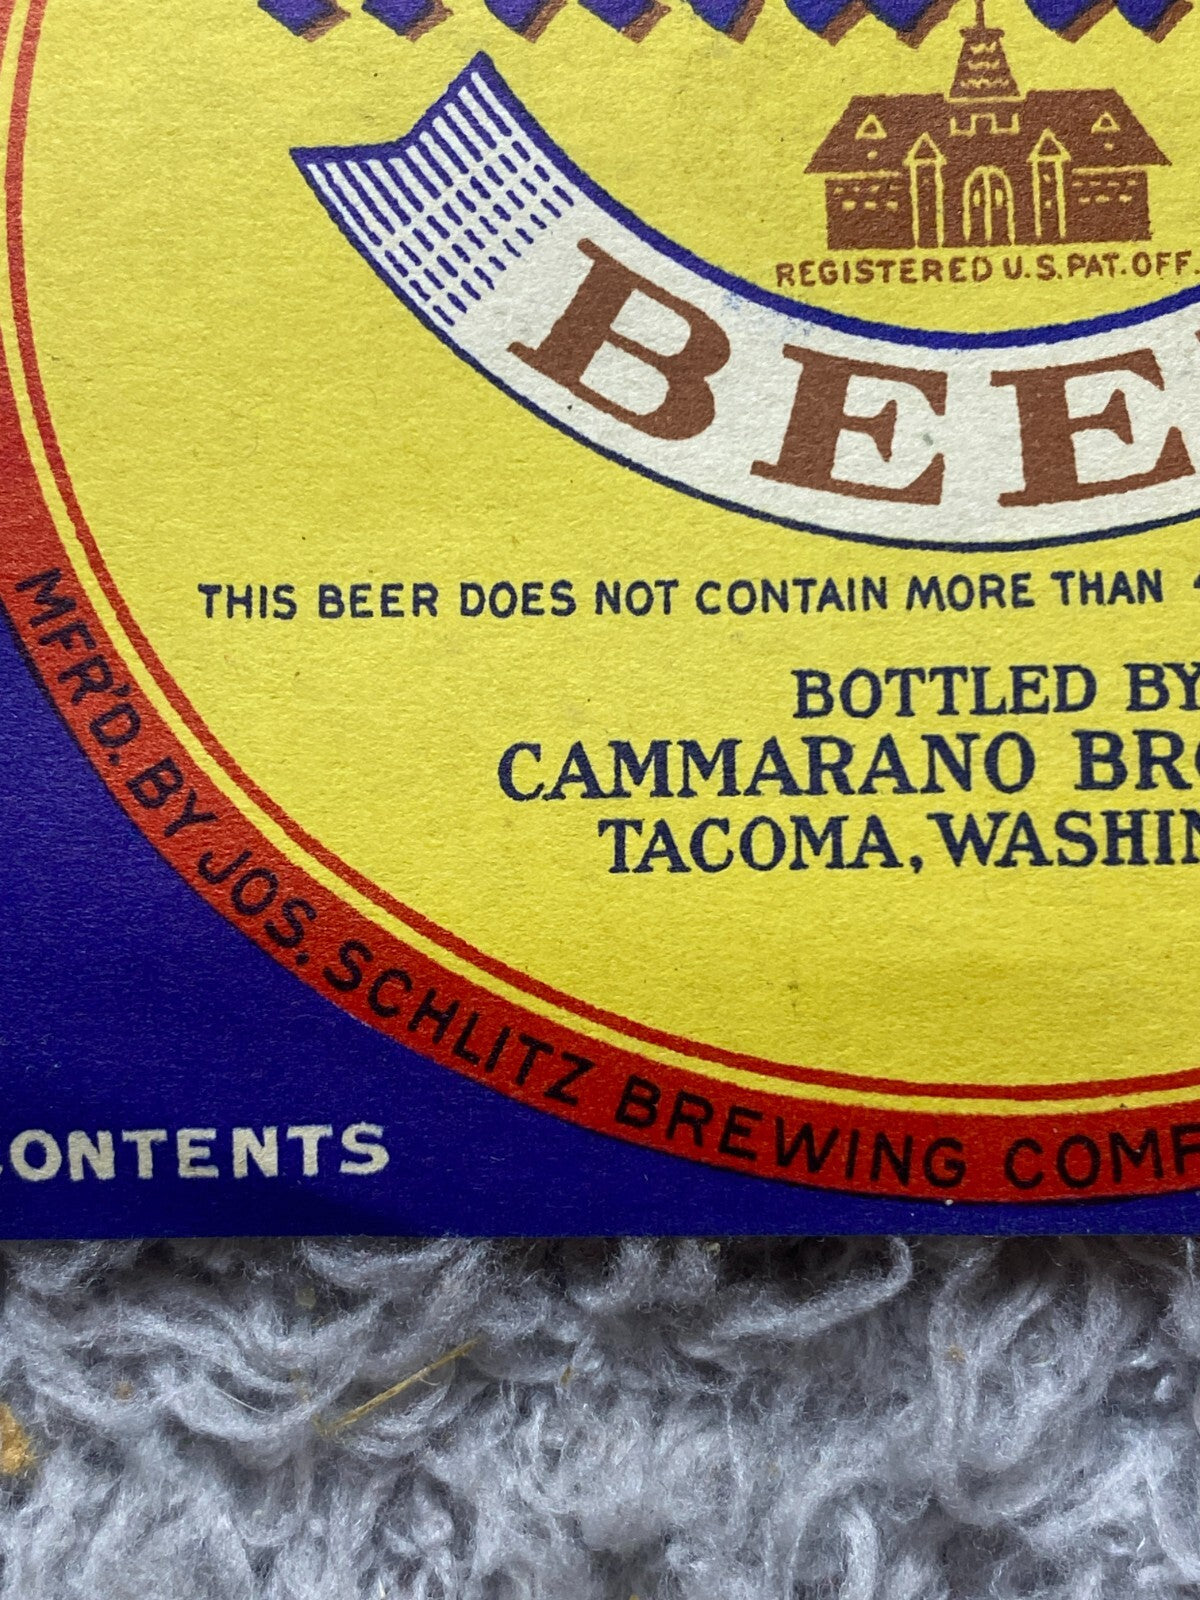 REGISTERED U.S. PAT. OFF.
BEE
THIS BEER DOES NOT CONTAIN MORE THAN
BOTTLED BY
CAMMARANO BRO
TACOMA, WASHIN
MFR'D. BY JOS. SCHLITZ BREWING COMP
CONTENTS